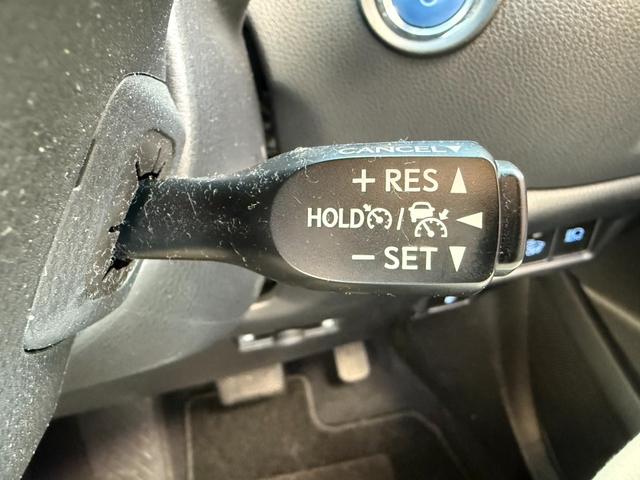 CANCEL
+ RES
HOLD /
- SET